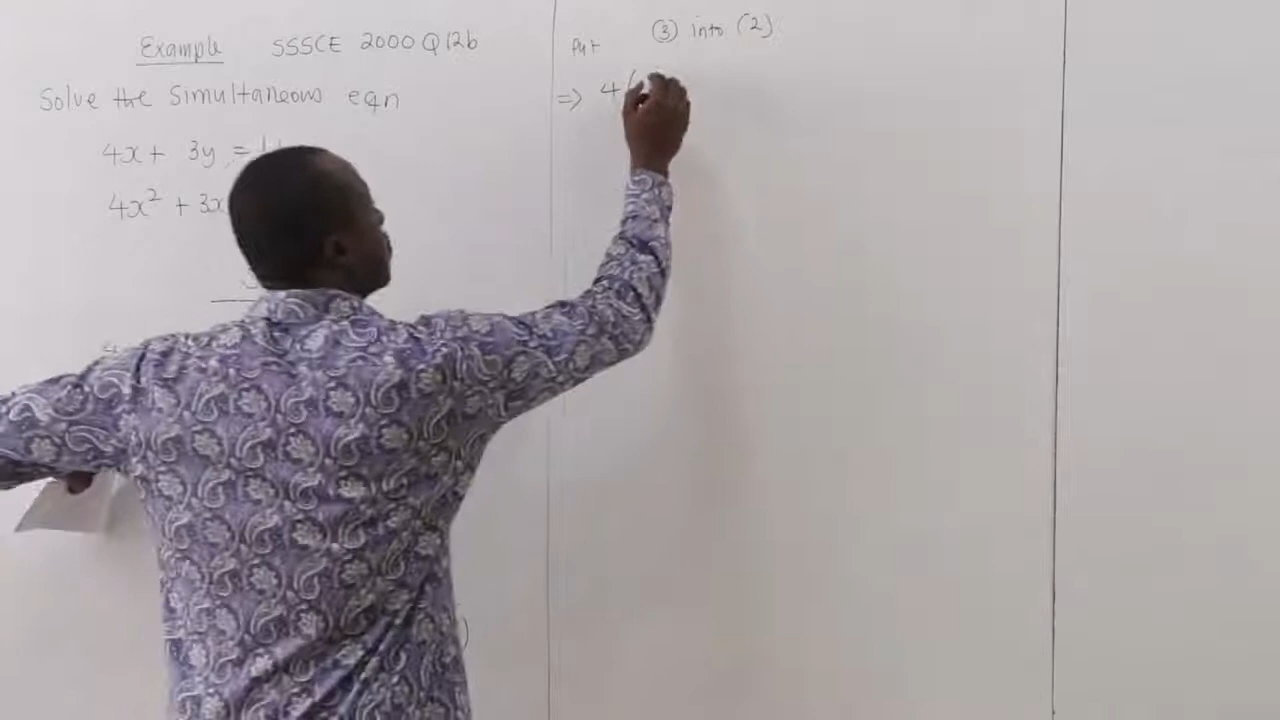 Example SSSCE 2000 Q12b
Solve the simultaneous eqn
4x + 3y =
4x² + 3x
Put ③ into (2)
=> 4(